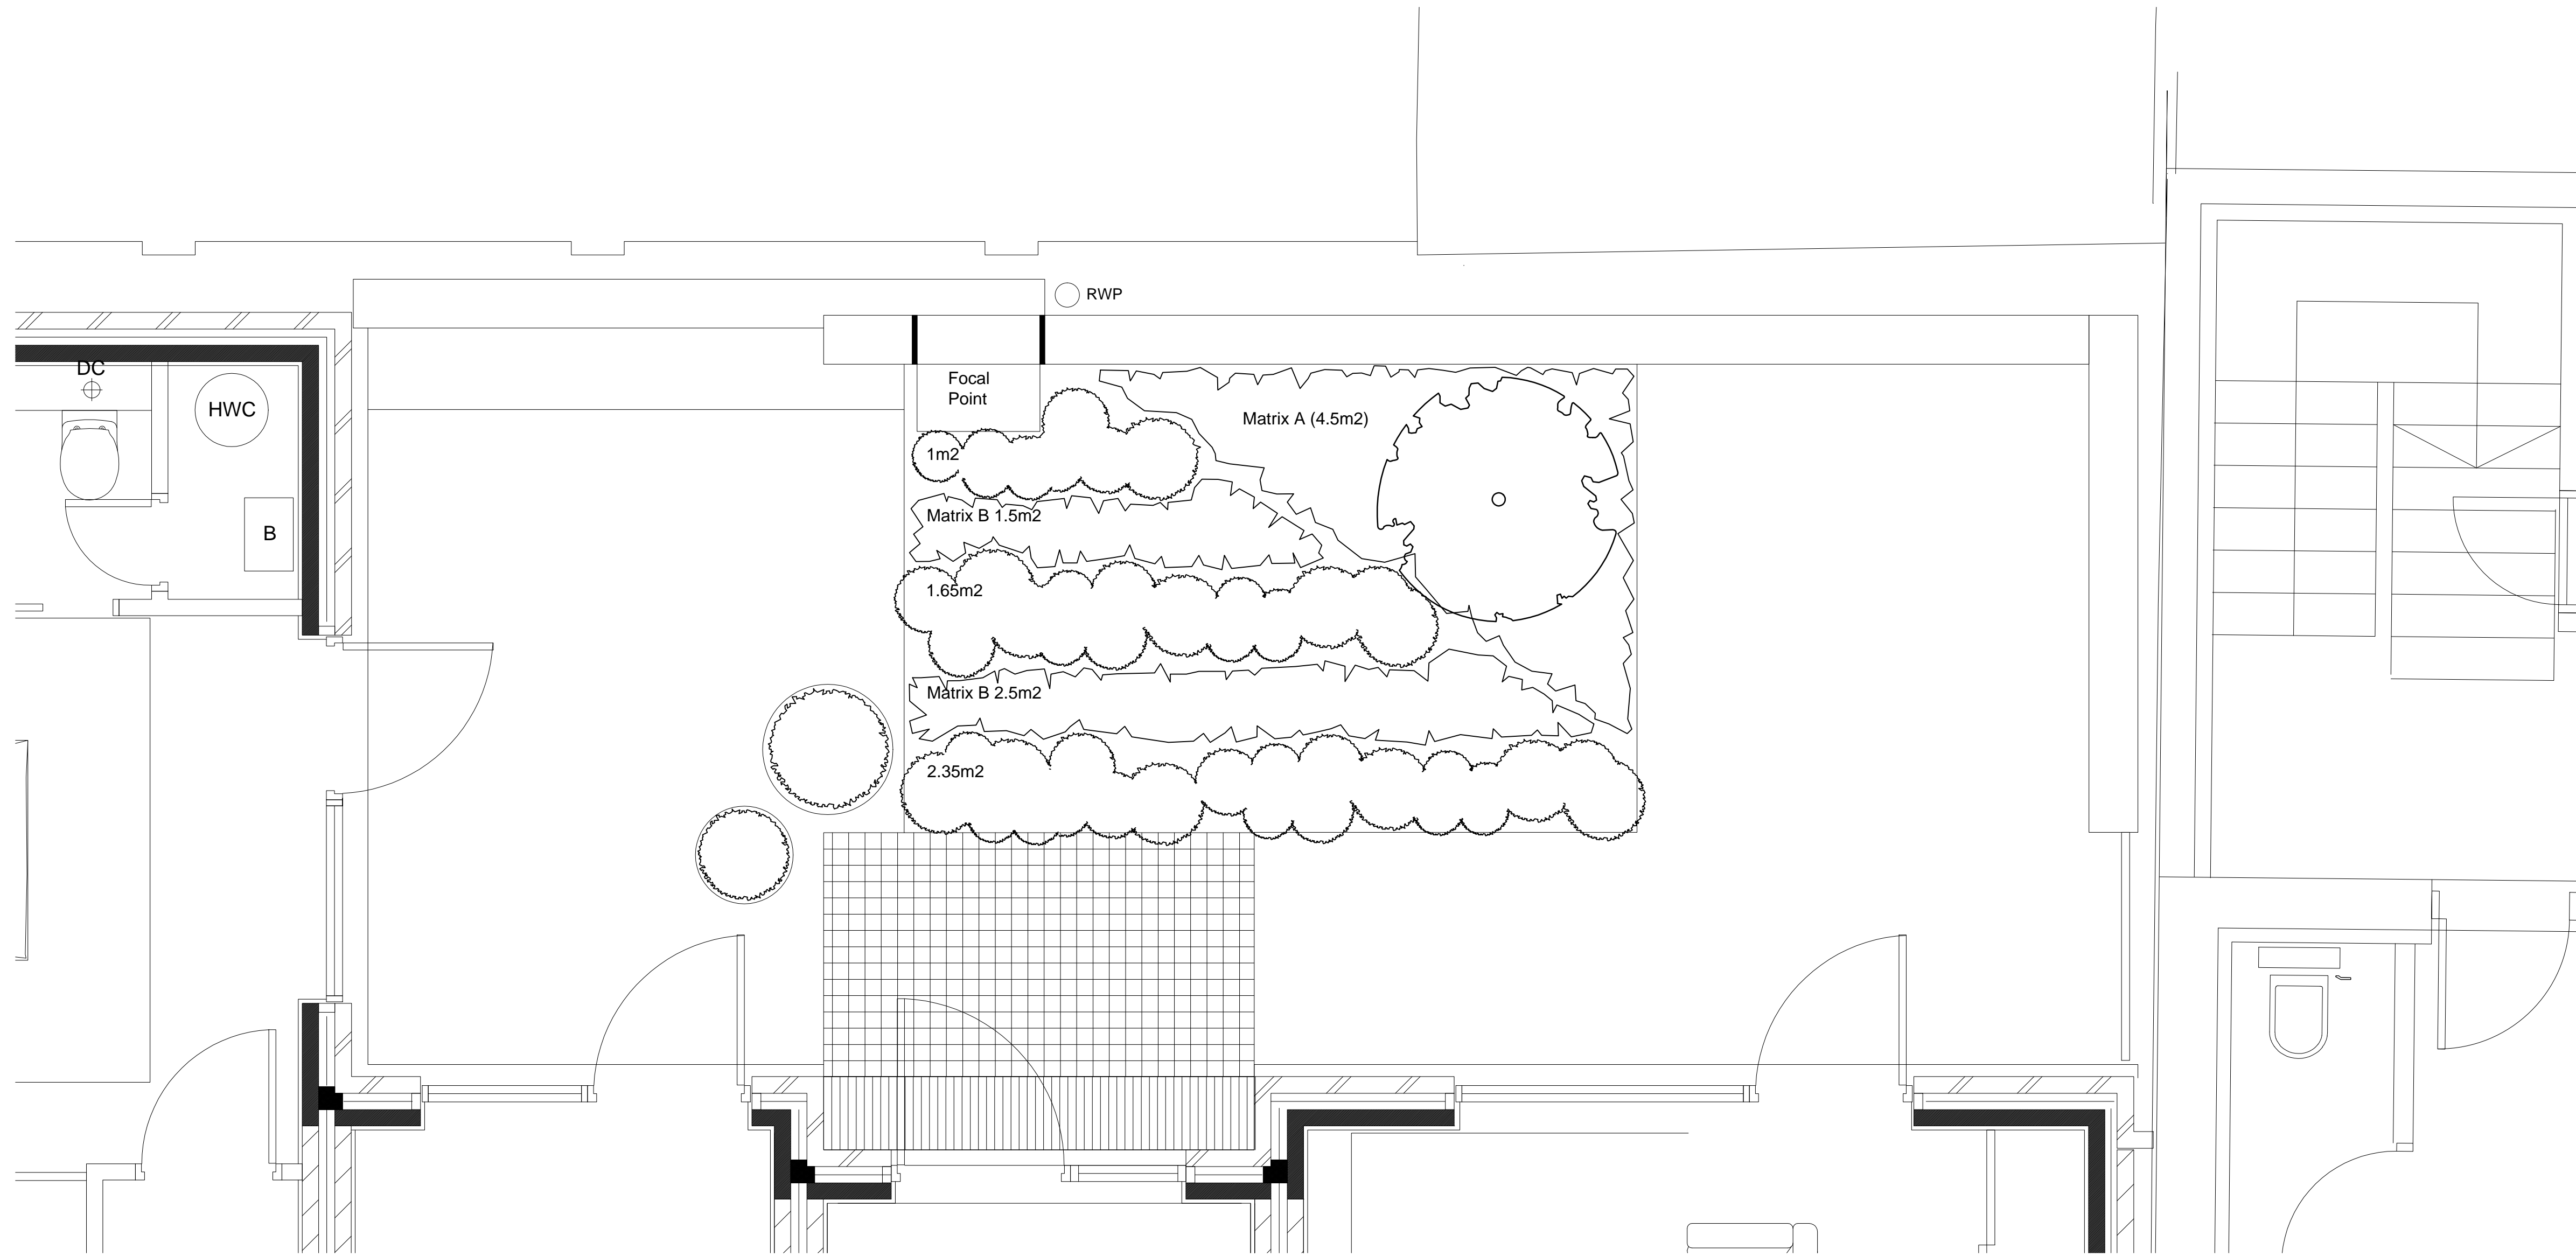 RWP
DC
HWC
B
Focal
Point
Matrix A (4.5m2)
1m2
Matrix B 1.5m2
1.65m2
Matrix B 2.5m2
2.35m2